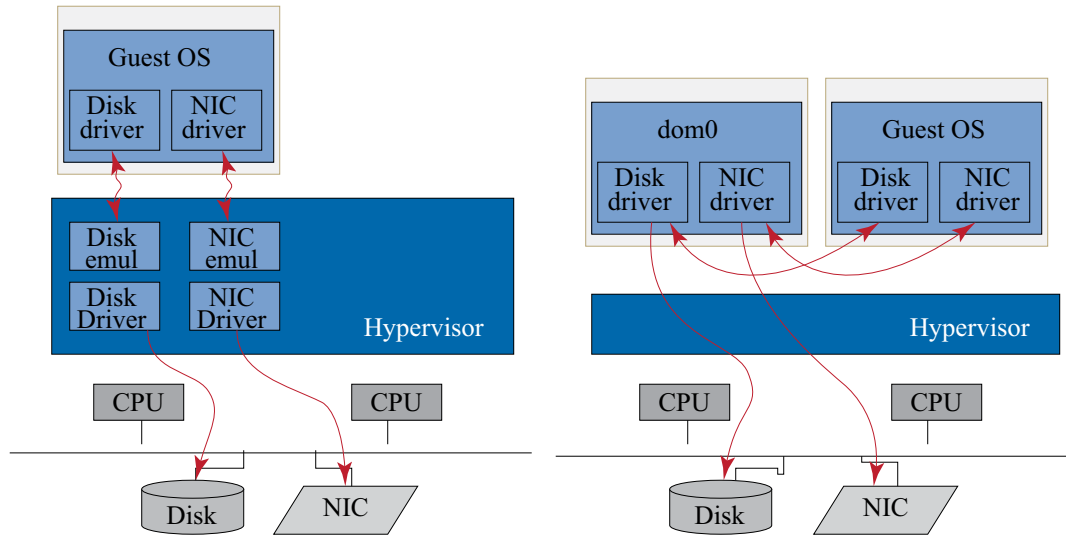 Guest OS
Disk
driver
NIC
driver
Disk
emul
NIC
emul
Disk
Driver
NIC
Driver
Hypervisor
CPU
CPU
Disk
NIC
dom0
Disk
driver
NIC
driver
Guest OS
Disk
driver
NIC
driver
Hypervisor
CPU
CPU
Disk
NIC